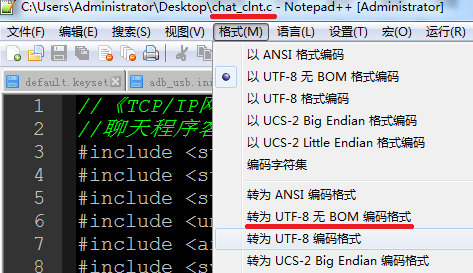 C:\Users\Administrator\Desktop\chat_clnt.c - Notepad++ [Administrator]
文件(F) 编辑(E) 搜索(S) 视图(V) 格式(M) 语言(L) 设置(T) 宏(O) 运行(R)
default.keyset adb_usb.in
1 //《TCP/IP网
2 //聊天程序客
3 #include <s
4 #include <st
5 #include <st
6 #include <un
7 #include <a
8 #include <sy
以 ANSI 格式编码
以 UTF-8 无 BOM 格式编码
以 UTF-8 格式编码
以 UCS-2 Big Endian 格式编码
以 UCS-2 Little Endian 格式编码
编码字符集
转为 ANSI 编码格式
转为 UTF-8 无 BOM 编码格式
转为 UTF-8 编码格式
转为 UCS-2 Big Endian 编码格式